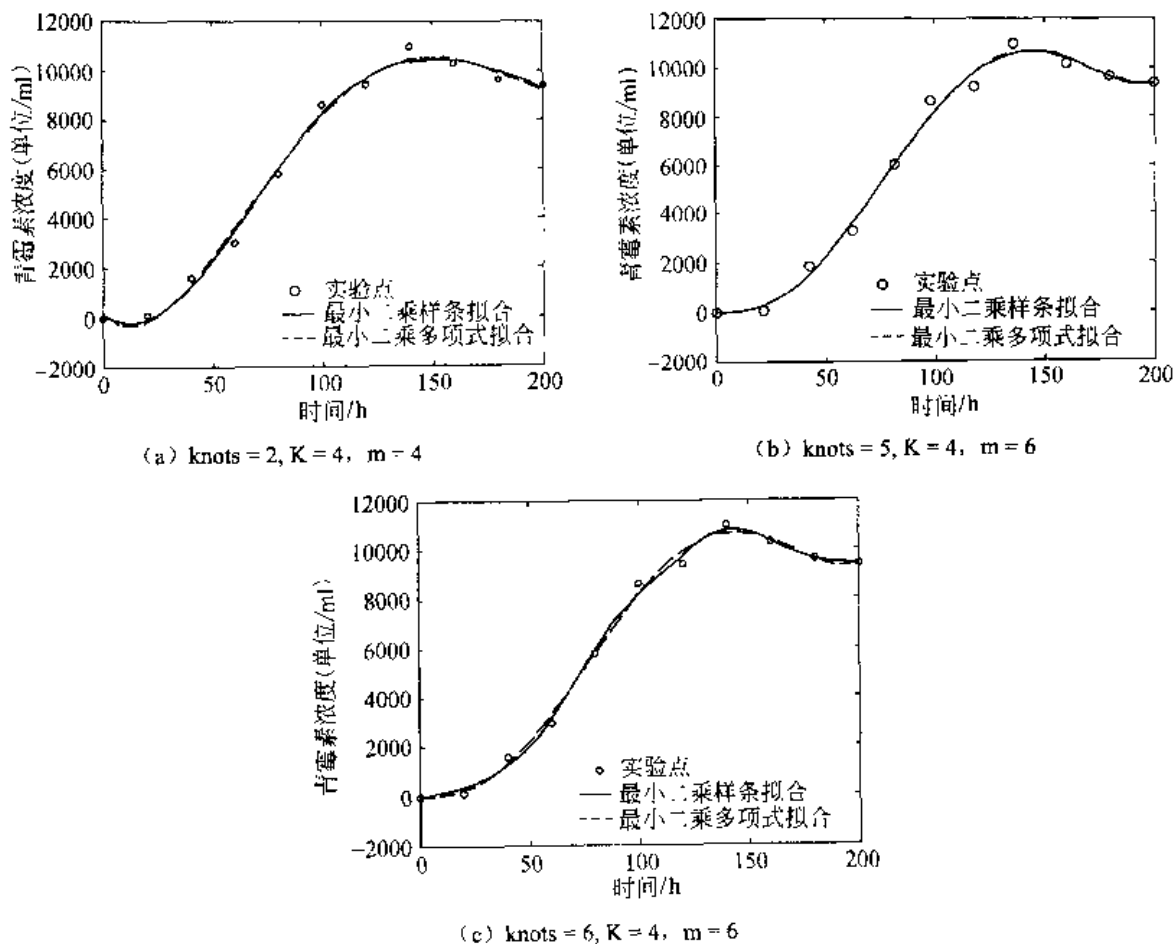 12000
10000
8000
6000
4000
2000
0
−2000
青霉素浓度(单位/ml)
实验点
最小二乘样条拟合
最小二乘多项式拟合
0 50 100 150 200
时间/h
(a) knots = 2, K = 4, m = 4
12000
10000
8000
6000
4000
2000
0
−2000
青霉素浓度(单位/ml)
实验点
最小二乘样条拟合
最小二乘多项式拟合
0 50 100 150 200
时间/h
(b) knots = 5, K = 4, m = 6
12000
10000
8000
6000
4000
2000
0
−2000
青霉素浓度(单位/ml)
实验点
最小二乘样条拟合
最小二乘多项式拟合
0 50 100 150 200
时间/h
(c) knots = 6, K = 4, m = 6